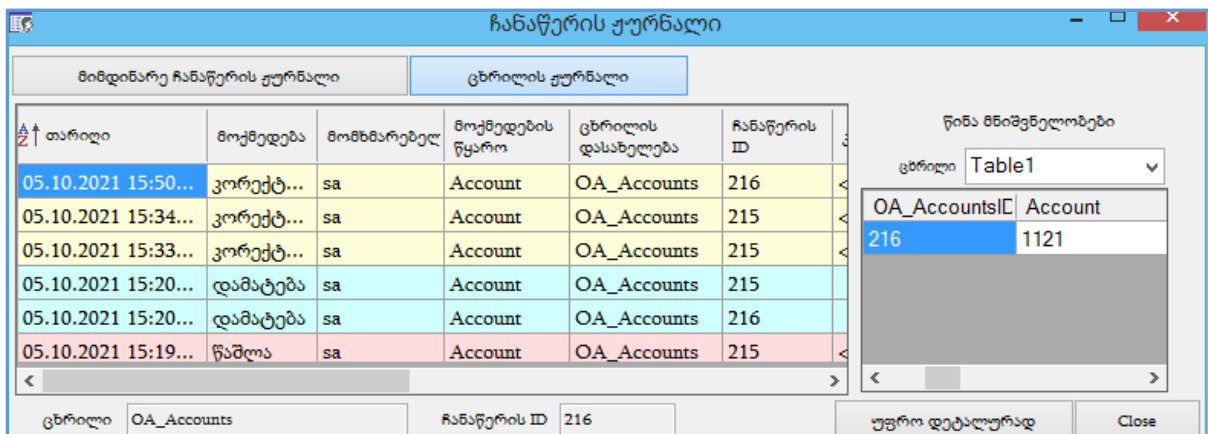 ჩანაწერის ჟურნალი
მიმდინარე ჩანაწერის ჟურნალი ცხრილის ჟურნალი
თარიღი მოქმედება მომხმარებელ მოქმედების წყარო ცხრილის დასახელება ჩანაწერის ID
05.10.2021 15:50... კორექტ... sa Account OA_Accounts 216
05.10.2021 15:34... კორექტ... sa Account OA_Accounts 215
05.10.2021 15:33... კორექტ... sa Account OA_Accounts 215
05.10.2021 15:20... დამატება sa Account OA_Accounts 215
05.10.2021 15:20... დამატება sa Account OA_Accounts 216
05.10.2021 15:19... წაშლა sa Account OA_Accounts 215
წინა მნიშვნელობები
ცხრილი Table1
OA_AccountsID Account
216 1121
ცხრილი OA_Accounts ჩანაწერის ID 216 უფრო დეტალურად Close